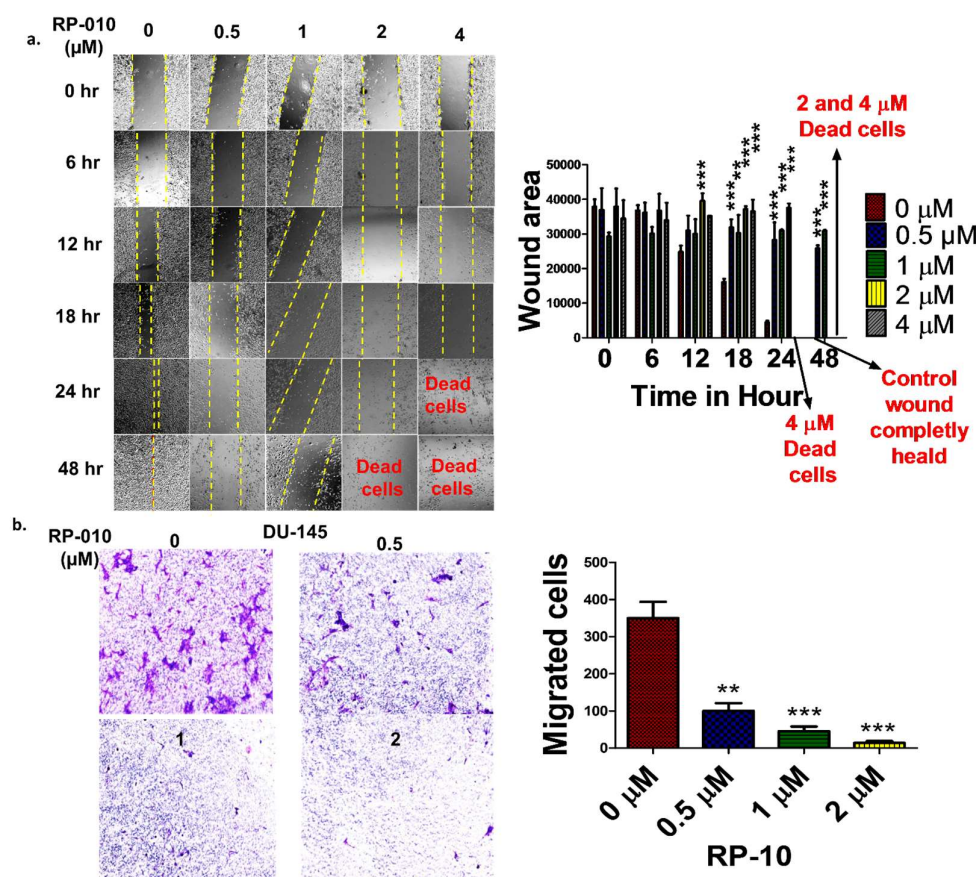 a.
RP-010
(µM)
0 0.5 1 2 4
0 hr
6 hr
12 hr
18 hr
24 hr
Dead
cells
48 hr
Dead
cells
Dead
cells
2 and 4 µM
Dead cells
Wound area
50000
40000
30000
20000
10000
0
*** *** ** *** *** *** *** *** *** ***
0 6 12 18 24 48
Time in Hour
0 µM
0.5 µM
1 µM
2 µM
4 µM
4 µM
Dead
cells
Control
wound
completly
heald
b.
RP-010
(µM)
DU-145
0 0.5
1 2
Migrated cells
500
400
300
200
100
0
** *** ***
0 µM 0.5 µM 1 µM 2 µM
RP-10